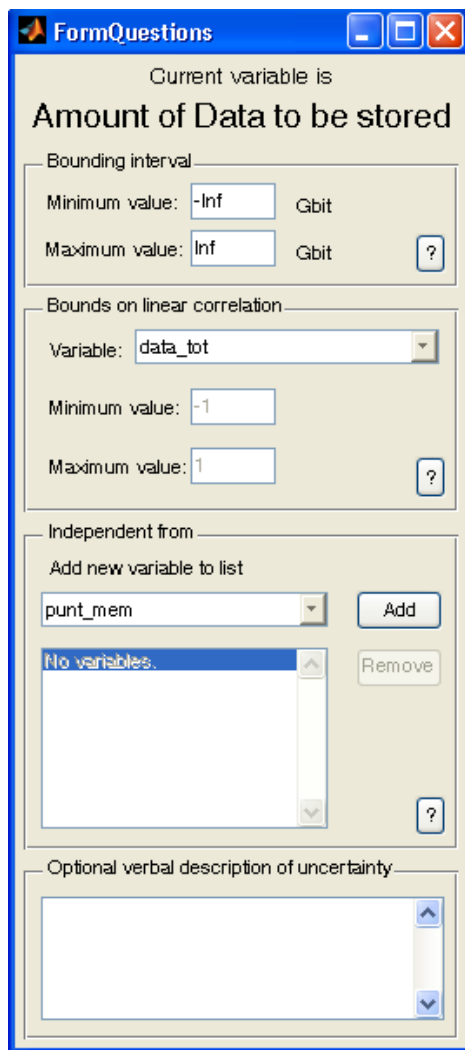 FormQuestions
Current variable is
Amount of Data to be stored
Bounding interval
Minimum value: -Inf Gbit
Maximum value: Inf Gbit ?
Bounds on linear correlation
Variable: data_tot
Minimum value: -1
Maximum value: 1 ?
Independent from
Add new variable to list
punt_mem Add
No variables. Remove
?
Optional verbal description of uncertainty